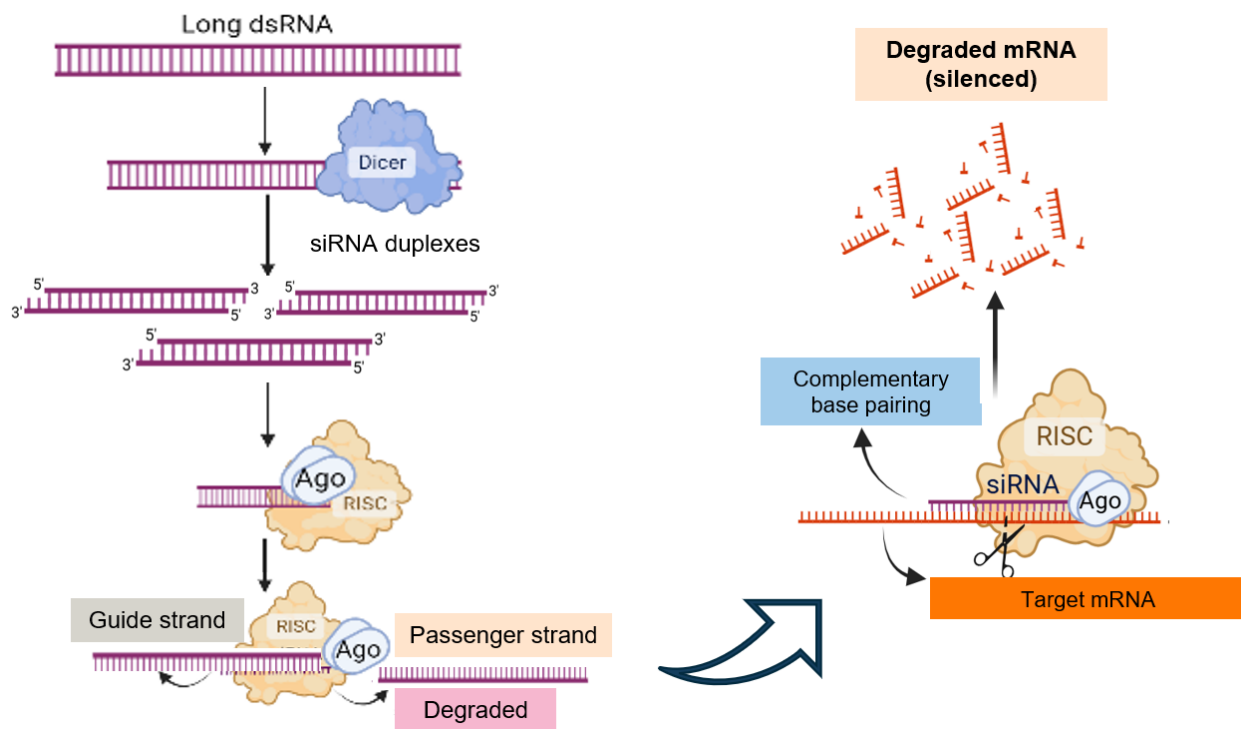 Long dsRNA
Dicer
siRNA duplexes
5'
3
3'
5'
5'
3'
3'
5'
5'
3'
3'
5'
Ago
RISC
Guide strand
RISC
Ago
Passenger strand
Degraded
Degraded mRNA
(silenced)
Complementary
base pairing
RISC
siRNA
Ago
Target mRNA